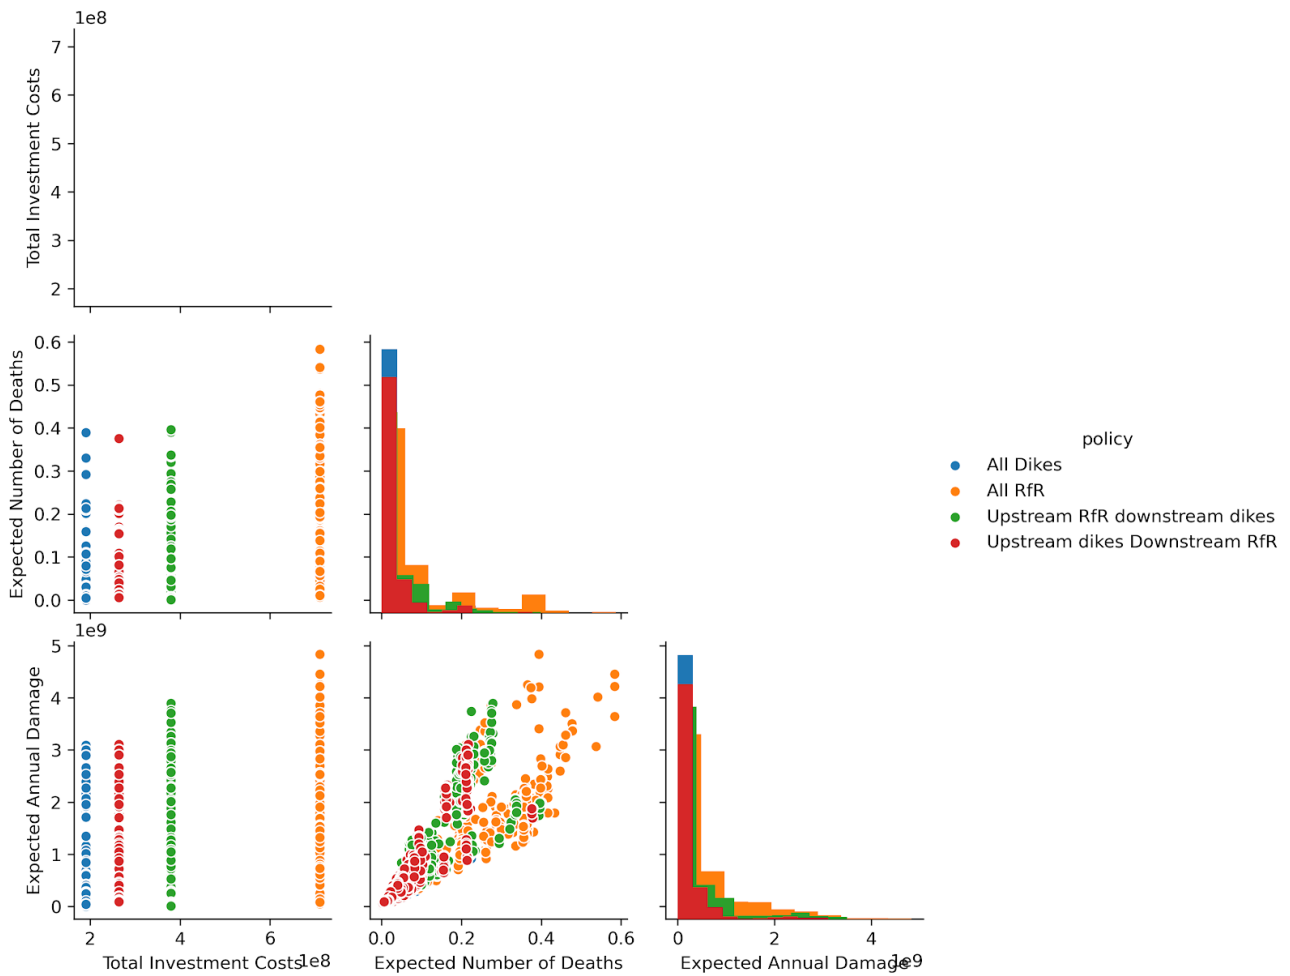 1e8
7
6
5
4
3
2
Total Investment Costs
0.6
0.5
0.4
0.3
0.2
0.1
0.0
Expected Number of Deaths
policy
All Dikes
All RfR
Upstream RfR downstream dikes
Upstream dikes Downstream RfR
1e9
5
4
3
2
1
0
Expected Annual Damage
2 4 6
Total Investment Costs 1e8
0.0 0.2 0.4 0.6
Expected Number of Deaths
0 2 4
Expected Annual Damage 1e9